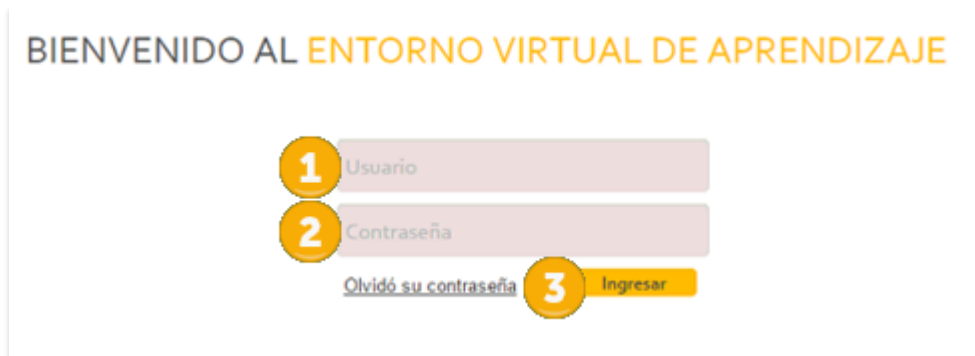 BIENVENIDO AL ENTORNO VIRTUAL DE APRENDIZAJE
1 Usuario
2 Contraseña
Olvidó su contraseña 3 Ingresar